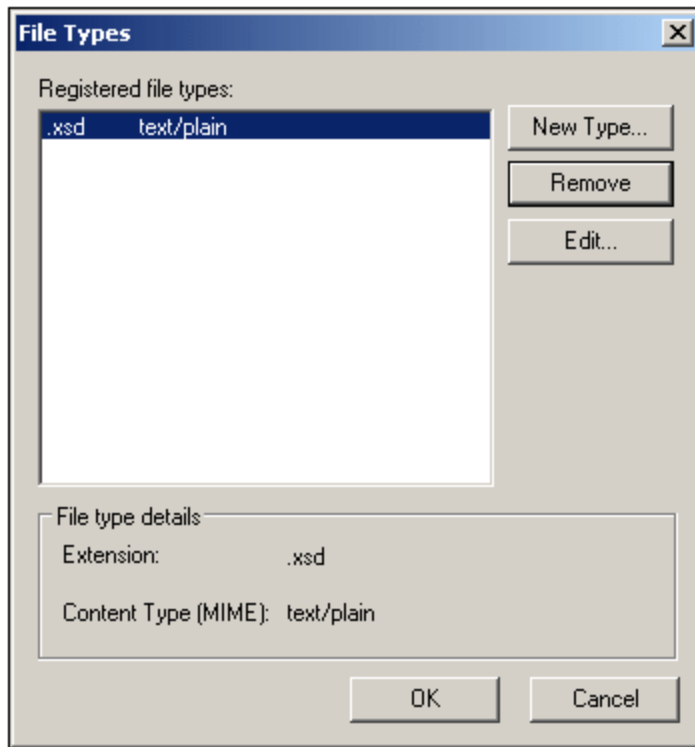 File Types
Registered file types:
.xsd text/plain
New Type...
Remove
Edit...
File type details
Extension: .xsd
Content Type (MIME): text/plain
OK Cancel